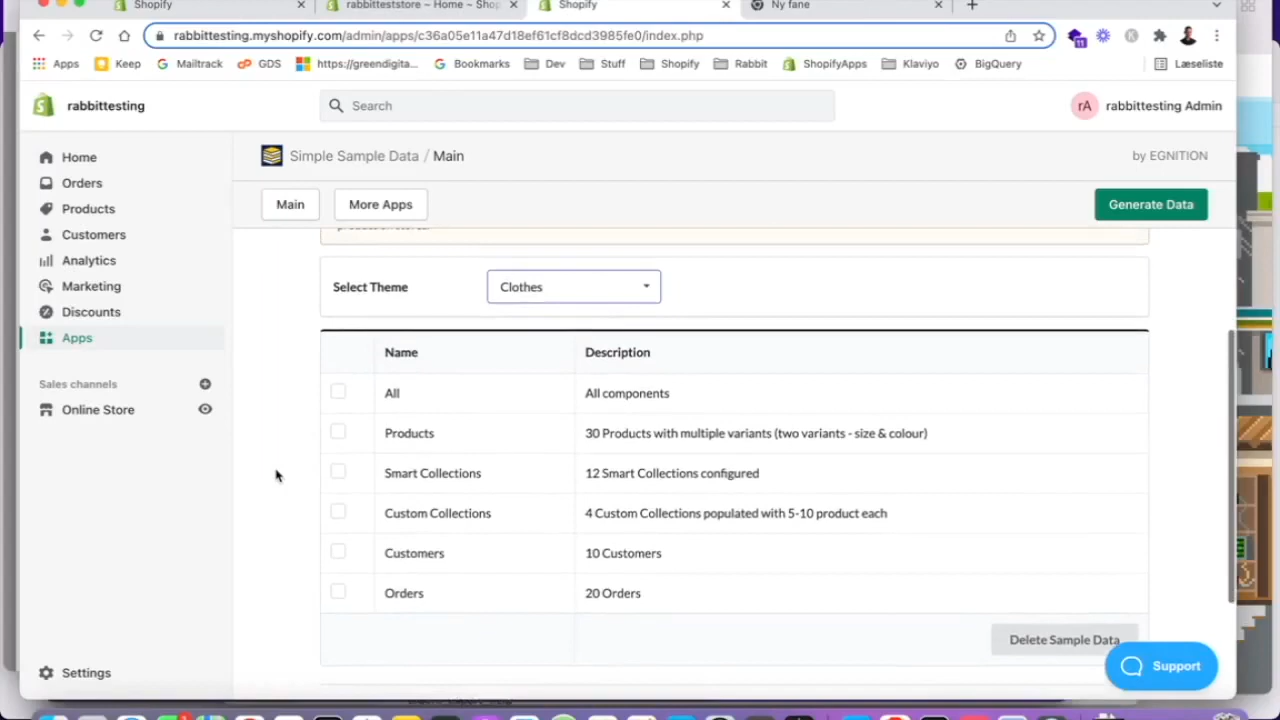 Shopify
rabbitteststore ~ Home ~ Shop
Shopify
Ny fane
rabbittesting.myshopify.com/admin/apps/c36a05e11a47d18ef61cf8dcd3985fe0/index.php
11
Apps
Keep
Mailtrack
GDS
https://greendigita...
Bookmarks
Dev
Stuff
Shopify
Rabbit
ShopifyApps
Klaviyo
BigQuery
Læseliste
rabbittesting
Search
rA
rabbittesting Admin
Home
Orders
Products
Customers
Analytics
Marketing
Discounts
Apps
Sales channels
Online Store
Settings
Simple Sample Data / Main
by EGNITION
Main
More Apps
Generate Data
Select Theme
Clothes
Name Description
All All components
Products 30 Products with multiple variants (two variants - size & colour)
Smart Collections 12 Smart Collections configured
Custom Collections 4 Custom Collections populated with 5-10 product each
Customers 10 Customers
Orders 20 Orders
Delete Sample Data
Support